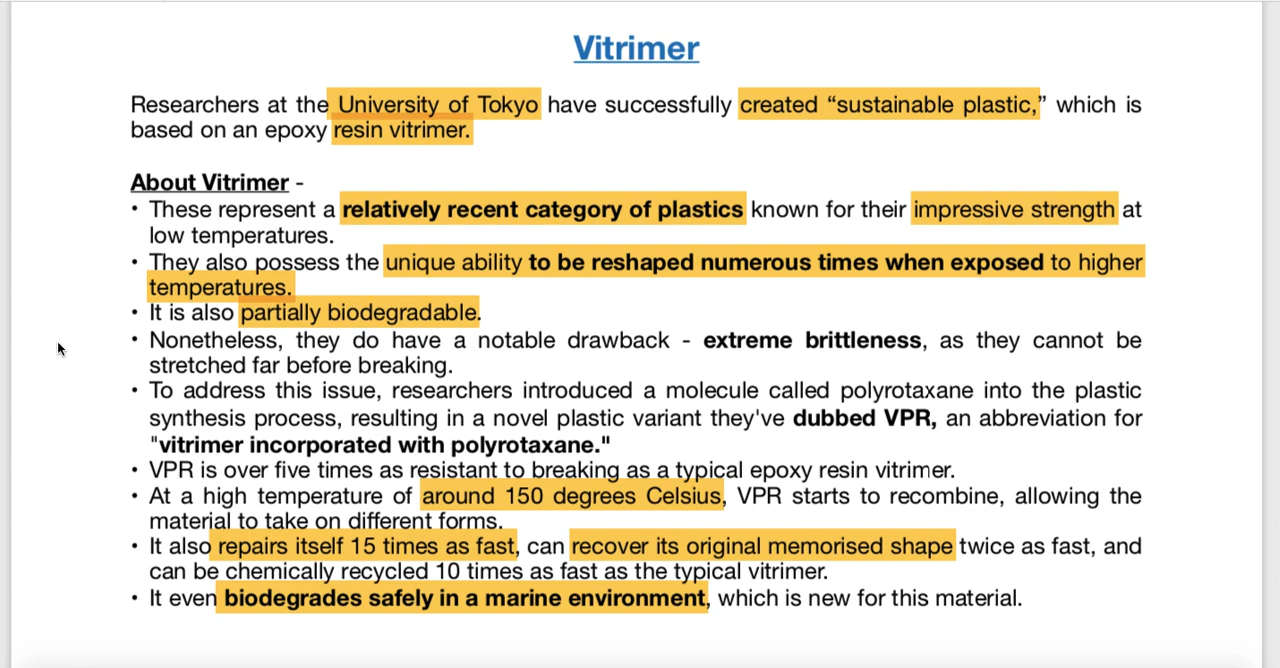 Vitrimer
Researchers at the University of Tokyo have successfully created “sustainable plastic,” which is
based on an epoxy resin vitrimer.
About Vitrimer -
• These represent a relatively recent category of plastics known for their impressive strength at
low temperatures.
• They also possess the unique ability to be reshaped numerous times when exposed to higher
temperatures.
• It is also partially biodegradable.
• Nonetheless, they do have a notable drawback - extreme brittleness, as they cannot be
stretched far before breaking.
• To address this issue, researchers introduced a molecule called polyrotaxane into the plastic
synthesis process, resulting in a novel plastic variant they've dubbed VPR, an abbreviation for
"vitrimer incorporated with polyrotaxane."
• VPR is over five times as resistant to breaking as a typical epoxy resin vitrimer.
• At a high temperature of around 150 degrees Celsius, VPR starts to recombine, allowing the
material to take on different forms.
• It also repairs itself 15 times as fast, can recover its original memorised shape twice as fast, and
can be chemically recycled 10 times as fast as the typical vitrimer.
• It even biodegrades safely in a marine environment, which is new for this material.